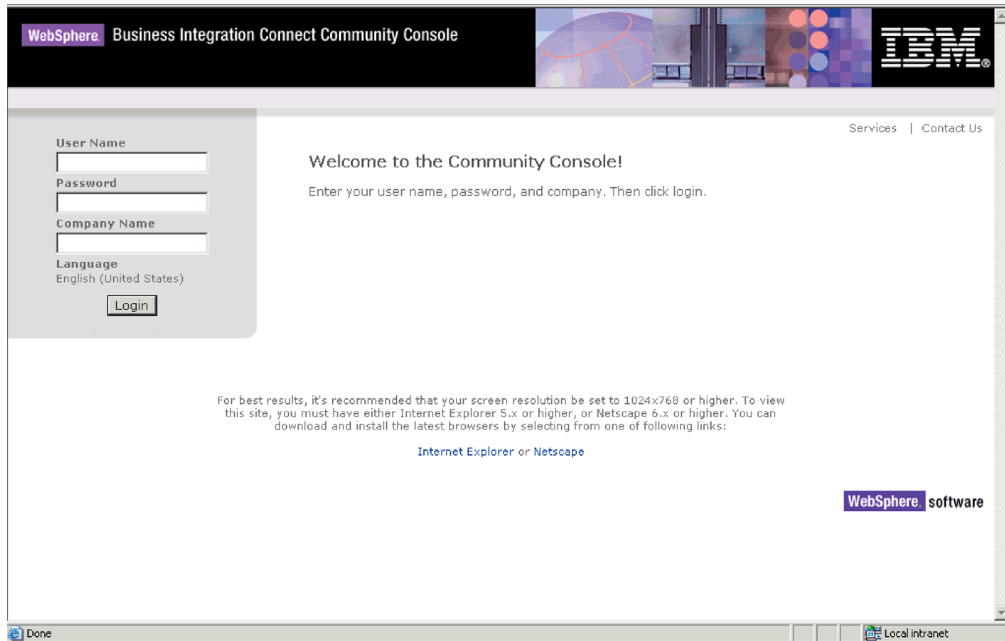 WebSphere. Business Integration Connect Community Console
IBM®
Services | Contact Us
User Name
Password
Company Name
Language
English (United States)
Login
Welcome to the Community Console!
Enter your user name, password, and company. Then click login.
For best results, it's recommended that your screen resolution be set to 1024x768 or higher. To view
this site, you must have either Internet Explorer 5.x or higher, or Netscape 6.x or higher. You can
download and install the latest browsers by selecting from one of following links:
Internet Explorer or Netscape
WebSphere. software
Done
Local intranet